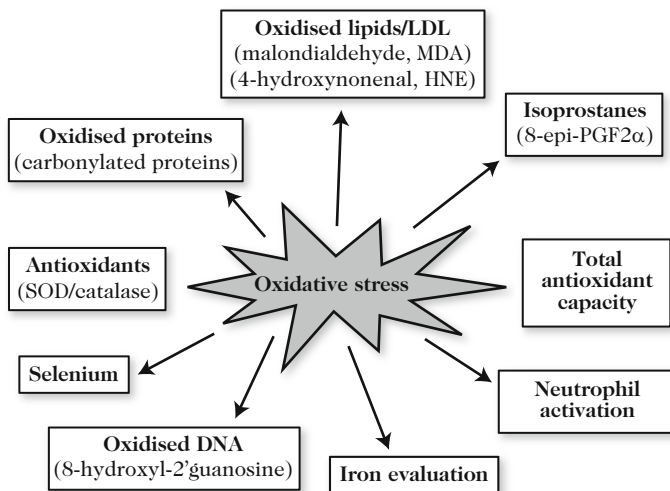 Oxidised lipids/LDL
(malondialdehyde, MDA)
(4-hydroxynonenal, HNE)
Isoprostanes
(8-epi-PGF2α)
Oxidised proteins
(carbonylated proteins)
Antioxidants
(SOD/catalase)
Oxidative stress
Total
antioxidant
capacity
Selenium
Neutrophil
activation
Oxidised DNA
(8-hydroxyl-2’guanosine)
Iron evaluation